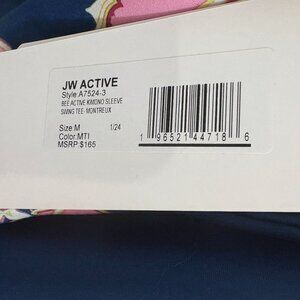 JW ACTIVE
Style A7524-3
BEE ACTIVE KIMONO SLEEVE
SWING TEE- MONTREUX
Size:M 1/24
Color:MTI
MSRP:$165
1 96521 44718 6